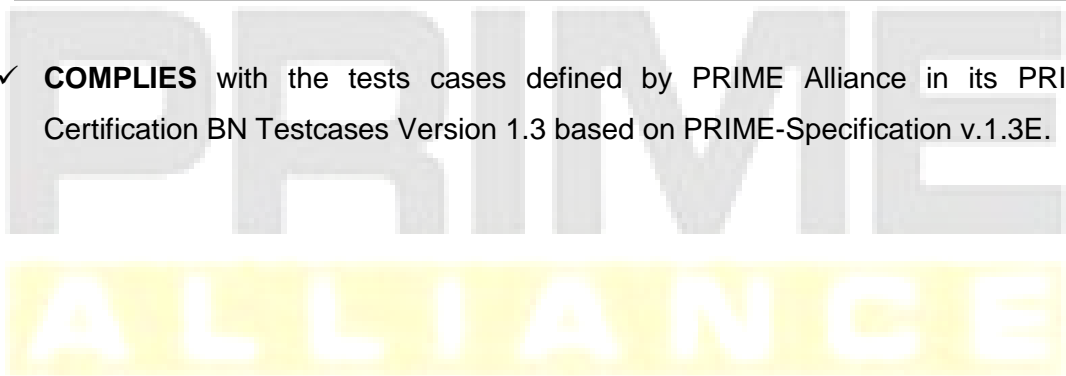 ✓ COMPLIES with the tests cases defined by PRIME Alliance in its PRI
Certification BN Testcases Version 1.3 based on PRIME-Specification v.1.3E.
PRIME
ALLIANCE